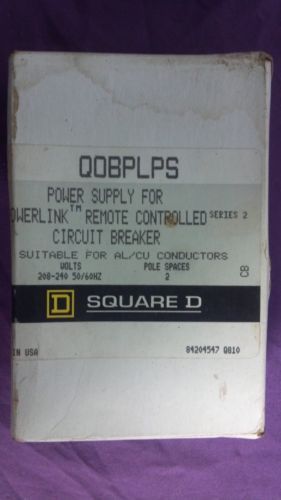 QOBPLPS
POWER SUPPLY FOR
OWERLINK™ REMOTE CONTROLLED SERIES 2
CIRCUIT BREAKER
SUITABLE FOR AL/CU CONDUCTORS
VOLTS POLE SPACES
208-240 50/60HZ 2
CB
D SQUARE D
IN USA 84204547 Q810